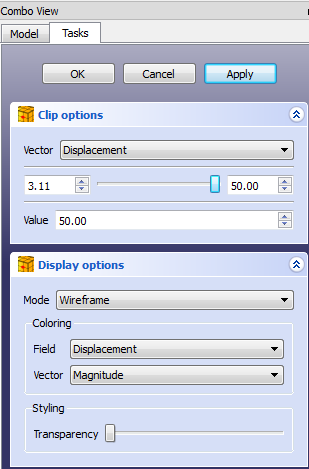 Combo View
Model Tasks
OK Cancel Apply
Clip options
Vector Displacement
3.11 50.00
Value 50.00
Display options
Mode Wireframe
Coloring
Field Displacement
Vector Magnitude
Styling
Transparency